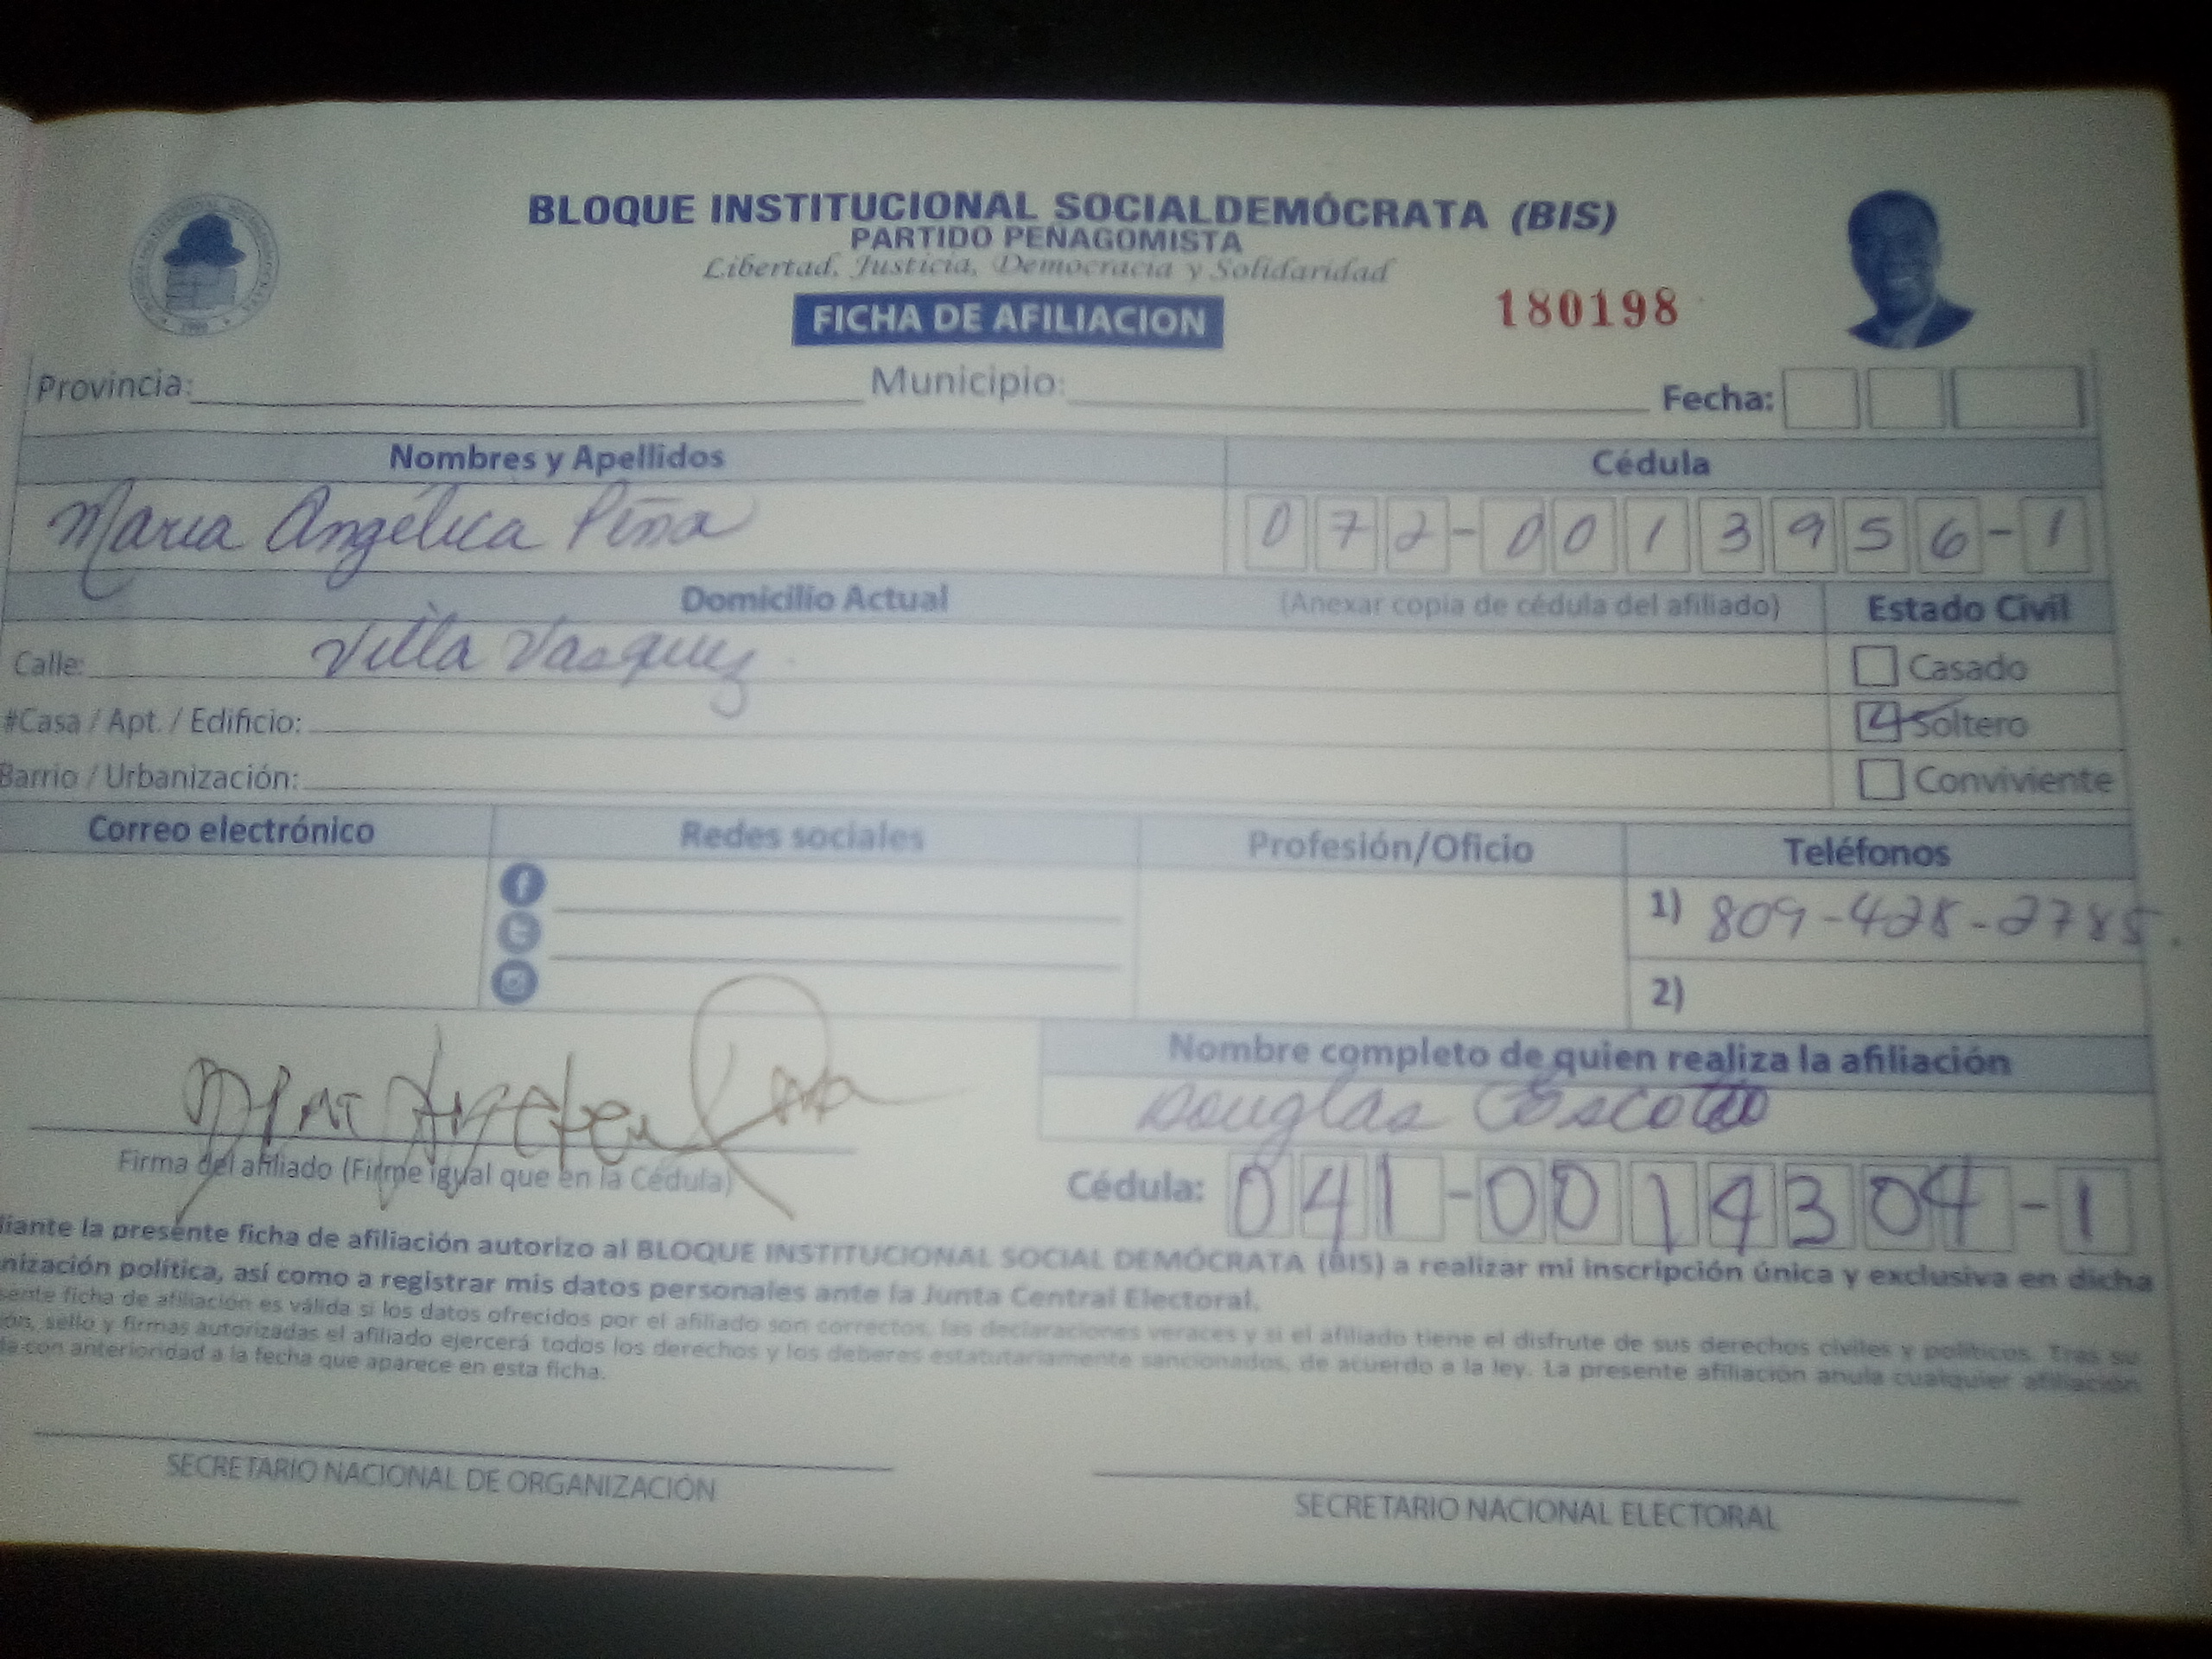 BLOQUE INSTITUCIONAL SOCIALDEMÓCRATA (BIS)
PARTIDO PEÑAGOMISTA
Libertad, Justicia, Democracia y Solidaridad
FICHA DE AFILIACION
180198
Provincia: Municipio: Fecha:
Nombres y Apellidos Cédula
Maria Angélica Piña 072-0013956-1
Domicilio Actual (Anexar copia de cédula del afiliado) Estado Civil
Calle: Villa Vasquez
Casado
#Casa / Apt. / Edificio: Soltero
Barrio / Urbanización: Conviviente
Correo electrónico Redes sociales Profesión/Oficio Teléfonos
1) 809-428-2785.
2)
Nombre completo de quien realiza la afiliación
Douglas Escoto
Firma del afiliado (Firme igual que en la Cédula)
Cédula: 041-0014304-1
diante la presente ficha de afiliación autorizo al BLOQUE INSTITUCIONAL SOCIAL DEMÓCRATA (BIS) a realizar mi inscripción única y exclusiva en dicha
nización política, así como a registrar mis datos personales ante la Junta Central Electoral.
sente ficha de afiliación es válida si los datos ofrecidos por el afiliado son correctos, las declaraciones veraces y si el afiliado tiene el disfrute de sus derechos civiles y políticos. Tras su
sello y firmas autorizadas el afiliado ejercerá todos los derechos y los deberes estatutariamente sancionados, de acuerdo a la ley. La presente afiliación anula cualquier afiliación
con anterioridad a la fecha que aparece en esta ficha.
SECRETARIO NACIONAL DE ORGANIZACIÓN
SECRETARIO NACIONAL ELECTORAL